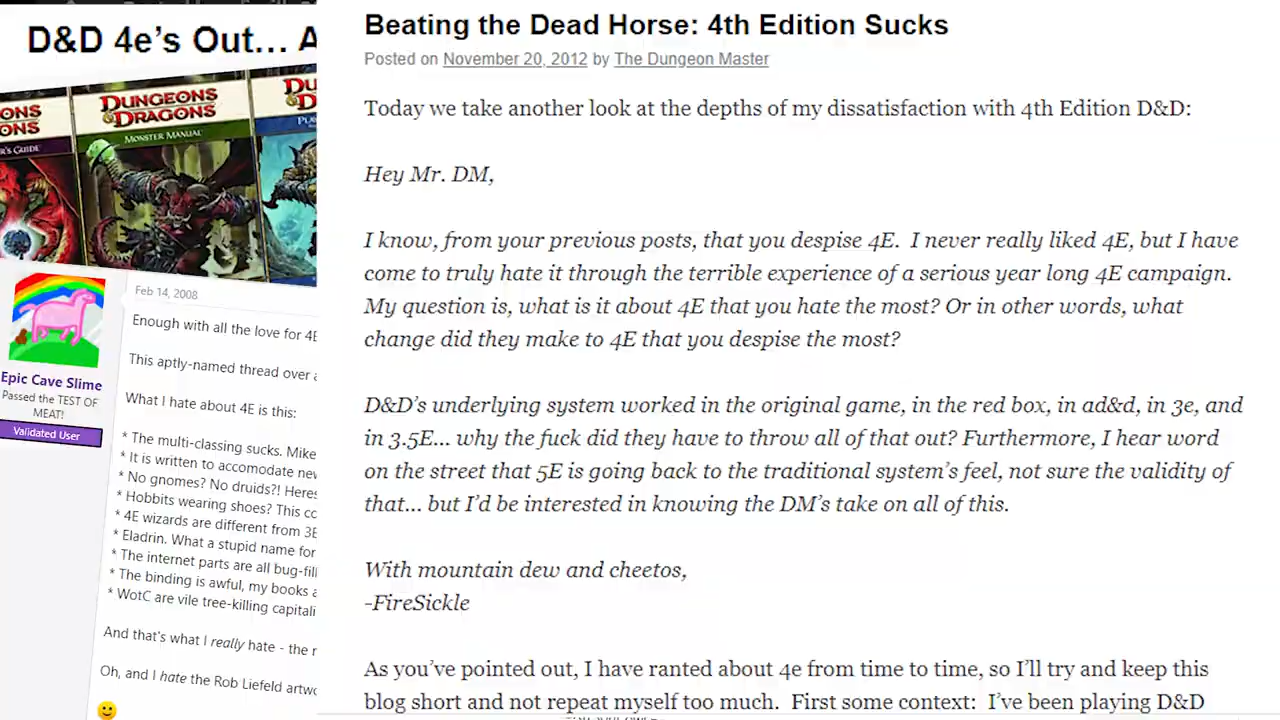 D&D 4e’s Out... A
DUNGEONS & DRAGONS
MONSTER MANUAL
R'S GUIDE
Feb 14, 2008
Enough with all the love for 4E
This aptly-named thread over a
What I hate about 4E is this:
Epic Cave Slime
Passed the TEST OF
MEAT!
Validated User
* The multi-classing sucks. Mike
* It is written to accomodate nev
* No gnomes? No druids?! Heres
* Hobbits wearing shoes? This co
* 4E wizards are different from 3E
* Eladrin. What a stupid name for
* The internet parts are all bug-fil
* The binding is awful, my books a
* WotC are vile tree-killing capitali
And that's what I really hate - the r
Oh, and I hate the Rob Liefeld artwo
Beating the Dead Horse: 4th Edition Sucks
Posted on November 20, 2012 by The Dungeon Master
Today we take another look at the depths of my dissatisfaction with 4th Edition D&D:
Hey Mr. DM,
I know, from your previous posts, that you despise 4E.  I never really liked 4E, but I have
come to truly hate it through the terrible experience of a serious year long 4E campaign.
My question is, what is it about 4E that you hate the most? Or in other words, what
change did they make to 4E that you despise the most?
D&D’s underlying system worked in the original game, in the red box, in ad&d, in 3e, and
in 3.5E... why the fuck did they have to throw all of that out? Furthermore, I hear word
on the street that 5E is going back to the traditional system’s feel, not sure the validity of
that... but I’d be interested in knowing the DM’s take on all of this.
With mountain dew and cheetos,
-FireSickle
As you’ve pointed out, I have ranted about 4e from time to time, so I’ll try and keep this
blog short and not repeat myself too much.  First some context:  I’ve been playing D&D